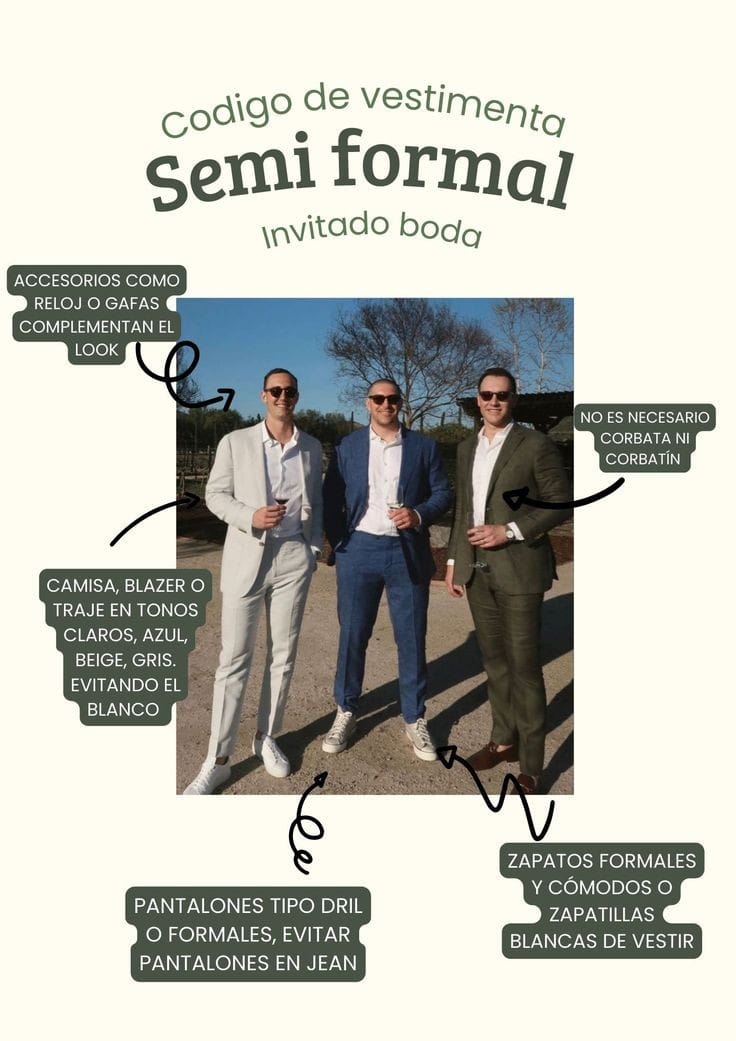 Codigo de vestimenta
Semi formal
Invitado boda
ACCESORIOS COMO
RELOJ O GAFAS
COMPLEMENTAN EL
LOOK
NO ES NECESARIO
CORBATA NI
CORBATÍN
CAMISA, BLAZER O
TRAJE EN TONOS
CLAROS, AZUL,
BEIGE, GRIS.
EVITANDO EL
BLANCO
ZAPATOS FORMALES
Y CÓMODOS O
ZAPATILLAS
BLANCAS DE VESTIR
PANTALONES TIPO DRIL
O FORMALES, EVITAR
PANTALONES EN JEAN